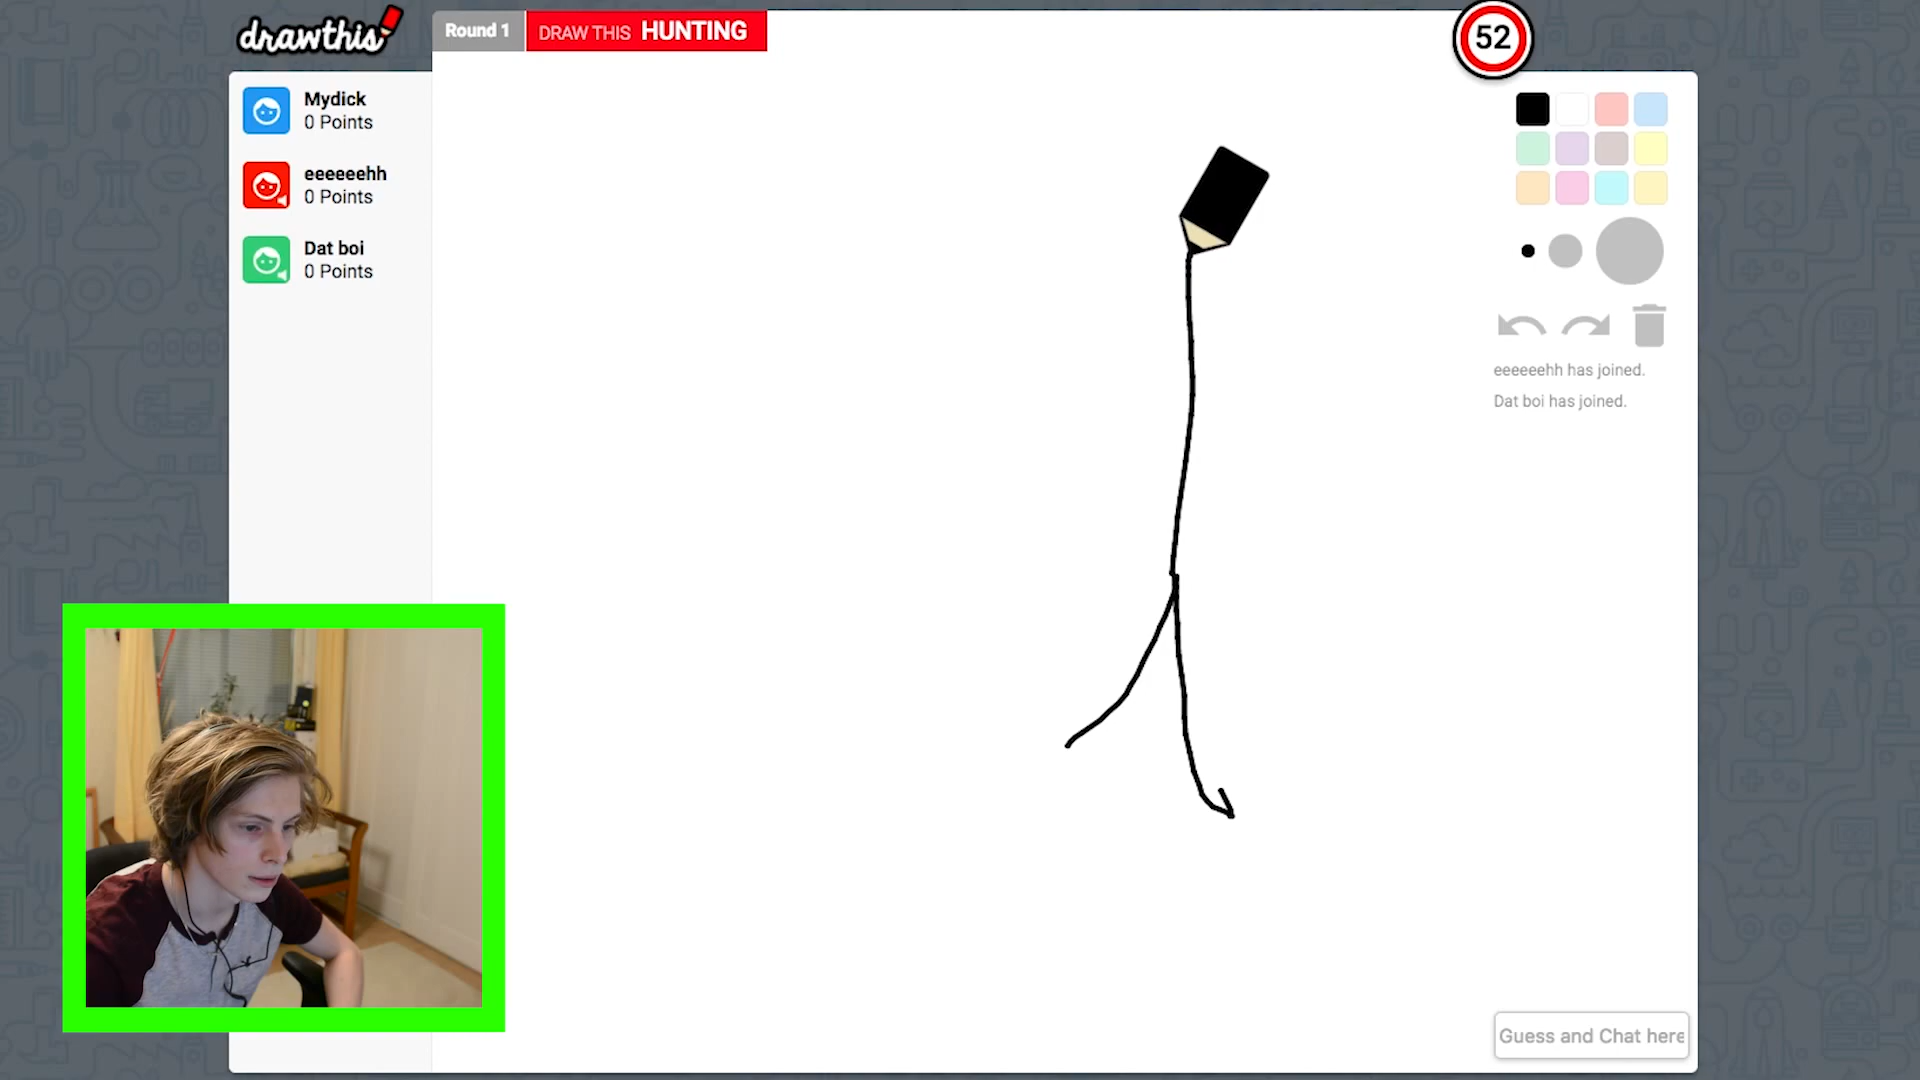 drawthis
Round 1
DRAW THIS HUNTING
52
Mydick
0 Points
eeeeeehh
0 Points
Dat boi
0 Points
eeeeeehh has joined.
Dat boi has joined.
Guess and Chat here